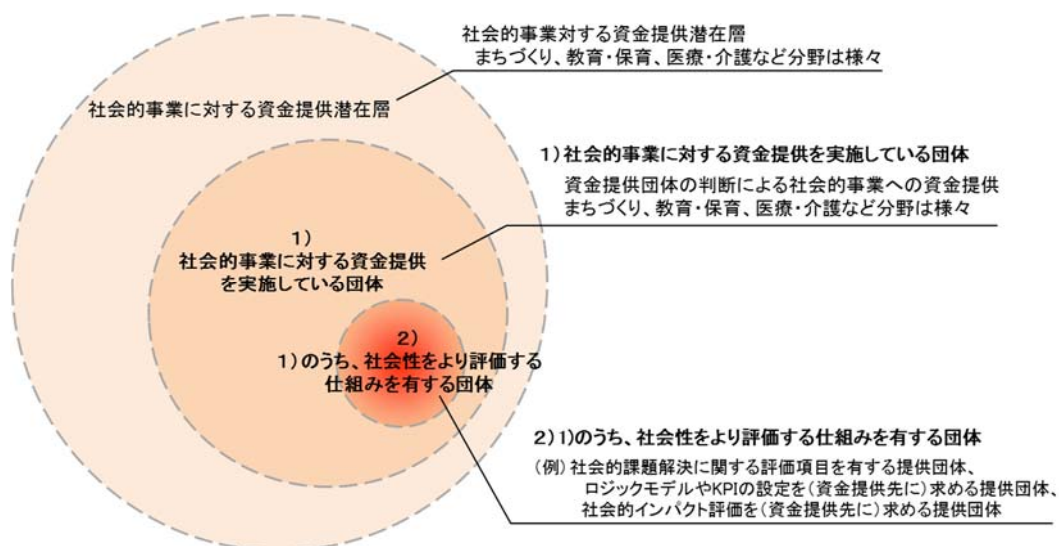 社会的事業対する資金提供潜在層
まちづくり、教育・保育、医療・介護など分野は様々
社会的事業に対する資金提供潜在層
1）社会的事業に対する資金提供を実施している団体
資金提供団体の判断による社会的事業への資金提供
まちづくり、教育・保育、医療・介護など分野は様々
1）
社会的事業に対する資金提供
を実施している団体
2）
1）のうち、社会性をより評価する
仕組みを有する団体
2）1）のうち、社会性をより評価する仕組みを有する団体
（例）社会的課題解決に関する評価項目を有する提供団体、
ロジックモデルやKPIの設定を（資金提供先に）求める提供団体、
社会的インパクト評価を（資金提供先に）求める提供団体